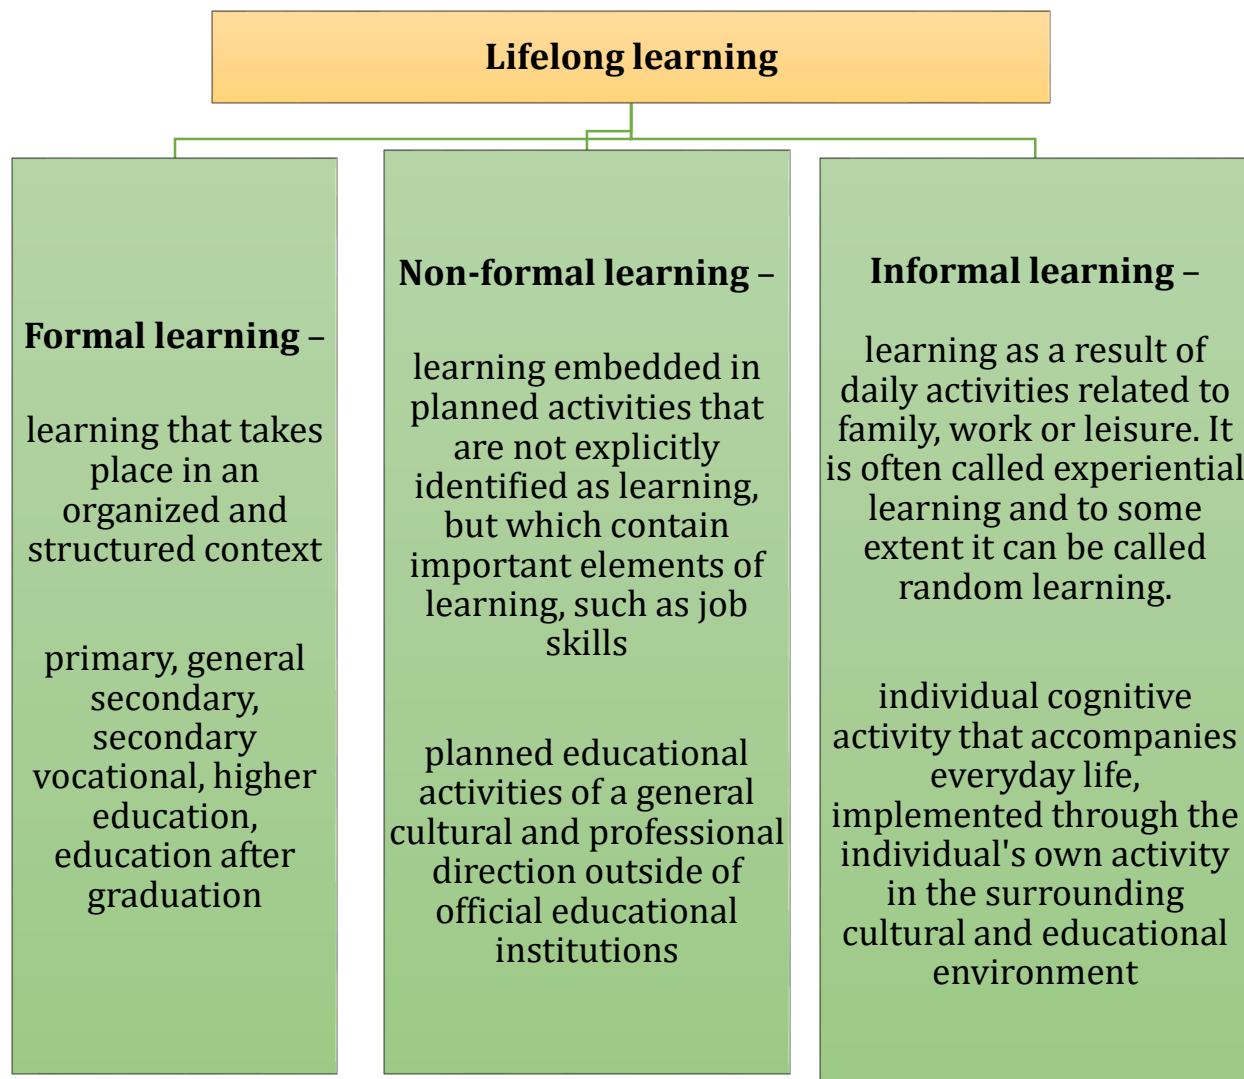 Lifelong learning
Formal learning –
learning that takes
place in an
organized and
structured context
primary, general
secondary,
secondary
vocational, higher
education,
education after
graduation
Non-formal learning –
learning embedded in
planned activities that
are not explicitly
identified as learning,
but which contain
important elements of
learning, such as job
skills
planned educational
activities of a general
cultural and professional
direction outside of
official educational
institutions
Informal learning –
learning as a result of
daily activities related to
family, work or leisure. It
is often called experiential
learning and to some
extent it can be called
random learning.
individual cognitive
activity that accompanies
everyday life,
implemented through the
individual's own activity
in the surrounding
cultural and educational
environment